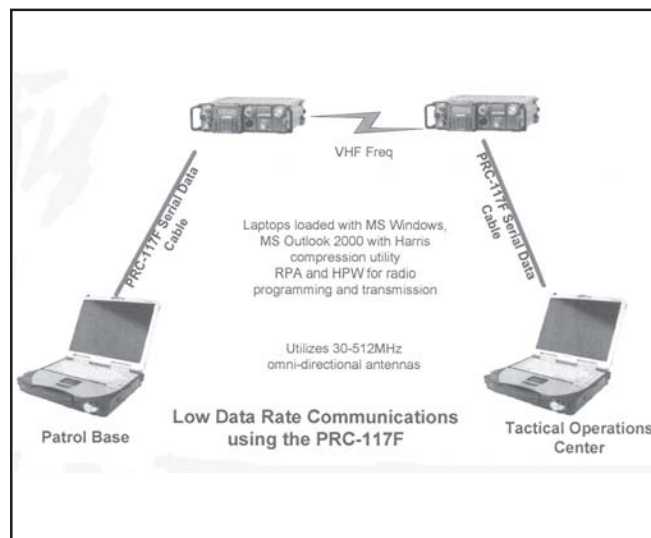 VHF Freq
PRC-117F Serial Data
Cable
PRC-117F Serial Data
Cable
Laptops loaded with MS Windows,
MS Outlook 2000 with Harris
compression utility
RPA and HPW for radio
programming and transmission
Utilizes 30-512MHz
omni-directional antennas
Low Data Rate Communications
using the PRC-117F
Patrol Base
Tactical Operations
Center